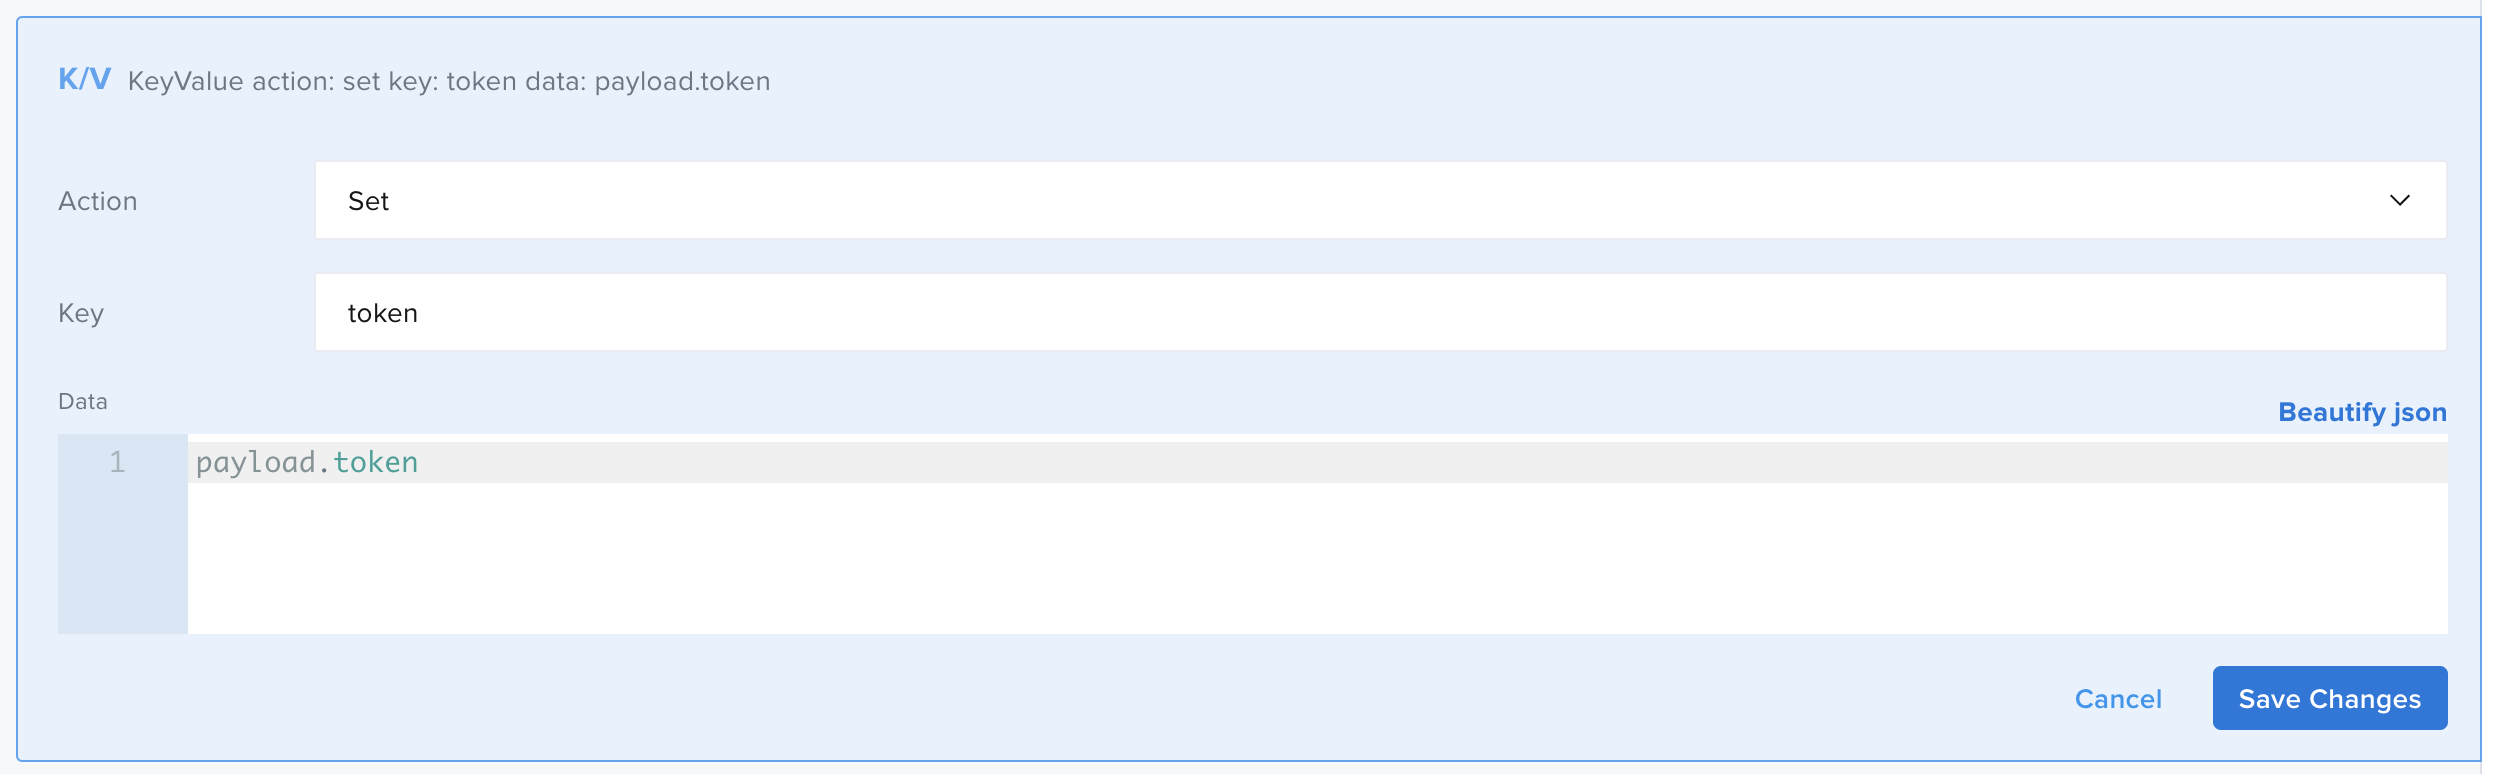 K/V KeyValue action: set key: token data: payload.token
Action Set
Key token
Data
Beautify json
1 payload.token
Cancel Save Changes